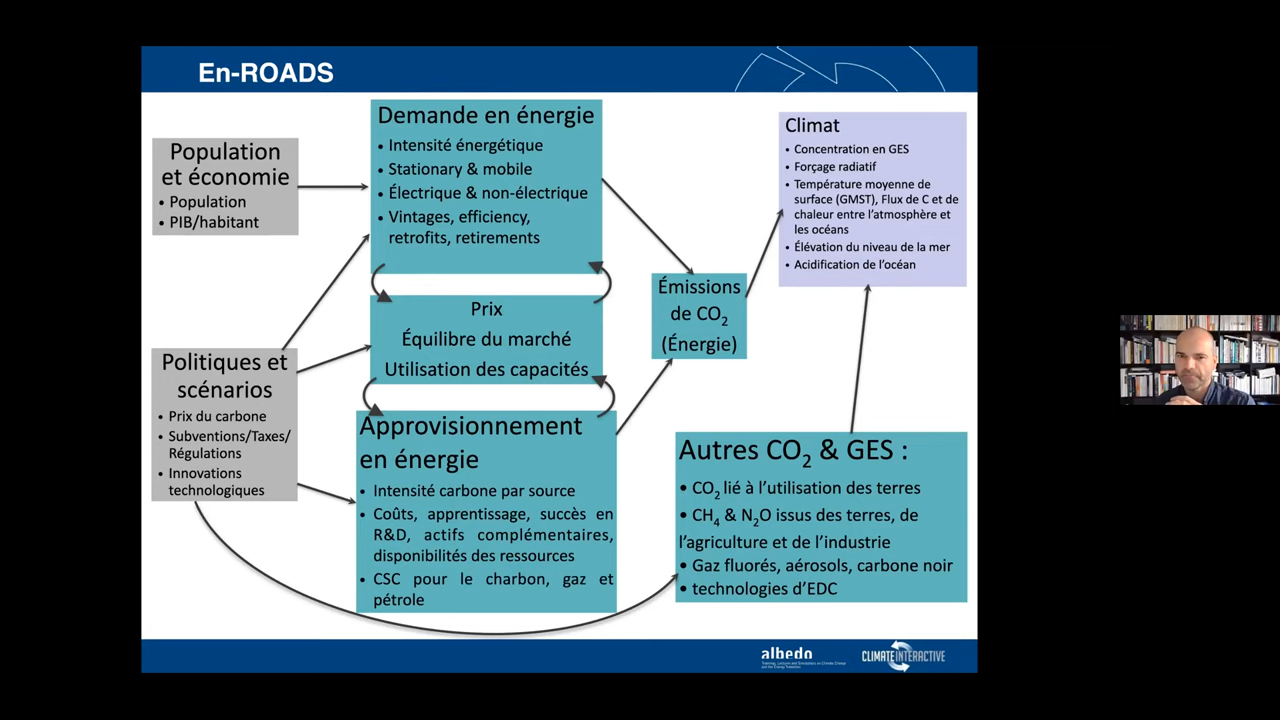 En-ROADS
Population
et économie
• Population
• PIB/habitant
Politiques et
scénarios
• Prix du carbone
• Subventions/Taxes/
Régulations
• Innovations
technologiques
Demande en énergie
• Intensité énergétique
• Stationary & mobile
• Électrique & non-électrique
• Vintages, efficiency,
retrofits, retirements
Prix
Équilibre du marché
Utilisation des capacités
Approvisionnement
en énergie
• Intensité carbone par source
• Coûts, apprentissage, succès en
R&D, actifs complémentaires,
disponibilités des ressources
• CSC pour le charbon, gaz et
pétrole
Émissions
de CO₂
(Énergie)
Climat
• Concentration en GES
• Forçage radiatif
• Température moyenne de
surface (GMST), Flux de C et de
chaleur entre l’atmosphère et
les océans
• Élévation du niveau de la mer
• Acidification de l’océan
Autres CO₂ & GES :
• CO₂ lié à l’utilisation des terres
• CH₄ & N₂O issus des terres, de
l’agriculture et de l’industrie
• Gaz fluorés, aérosols, carbone noir
• technologies d’EDC
albedo
CLIMATE INTERACTIVE